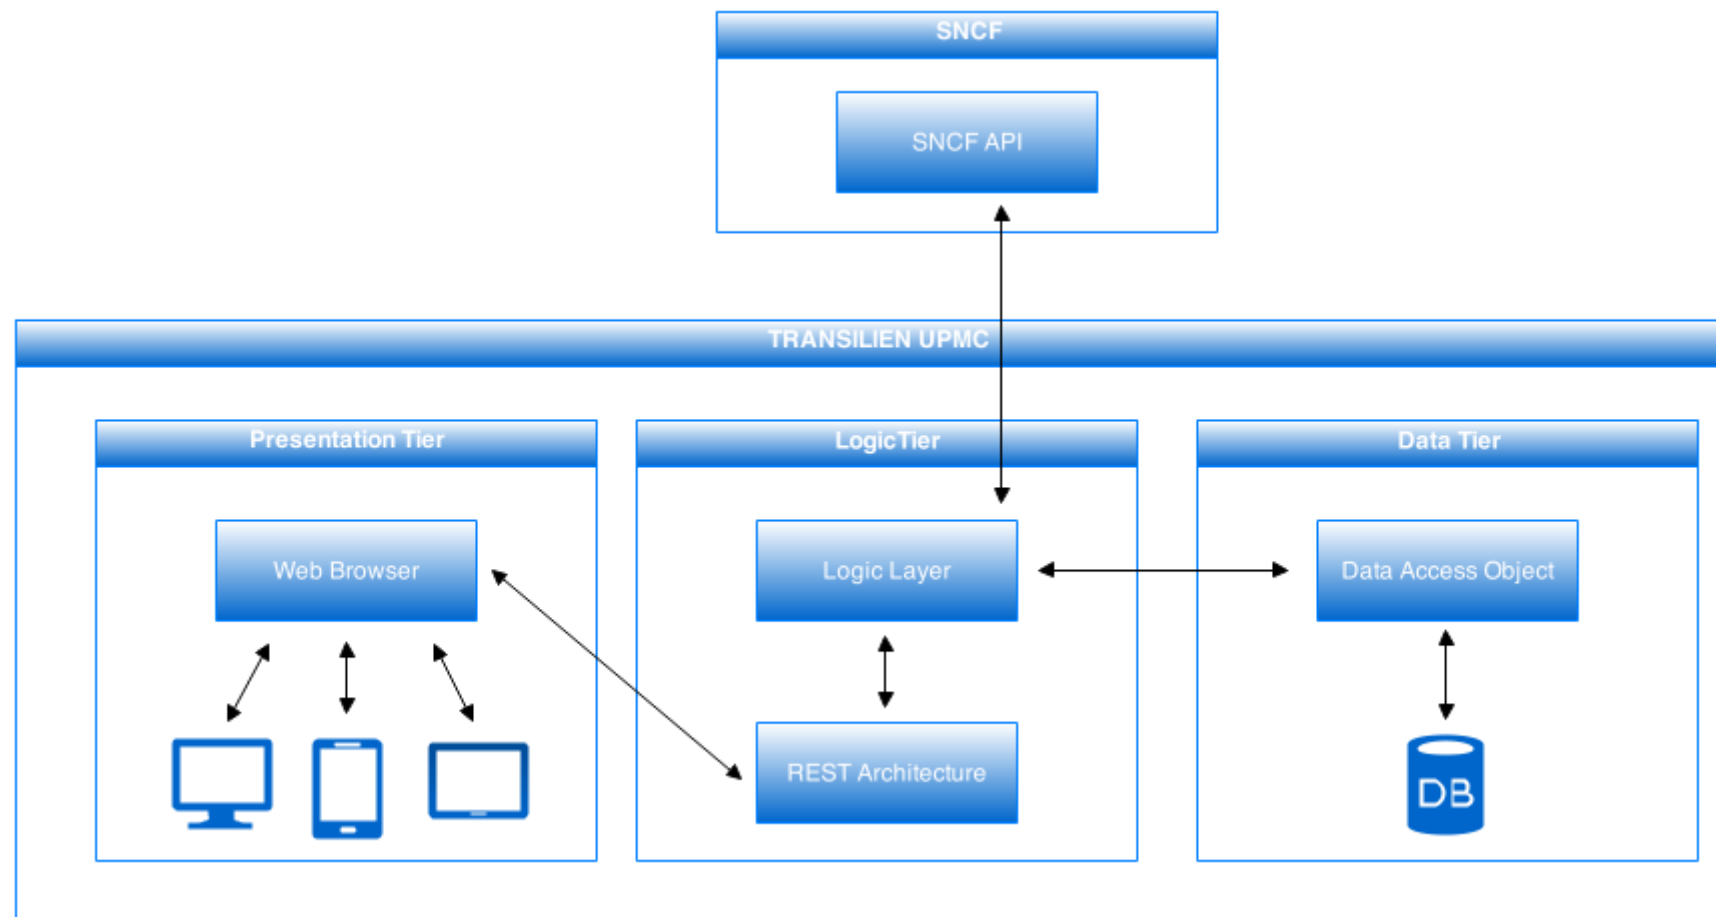 SNCF
SNCF API
TRANSILIEN UPMC
Presentation Tier
LogicTier
Data Tier
Web Browser
Logic Layer
Data Access Object
REST Architecture
DB